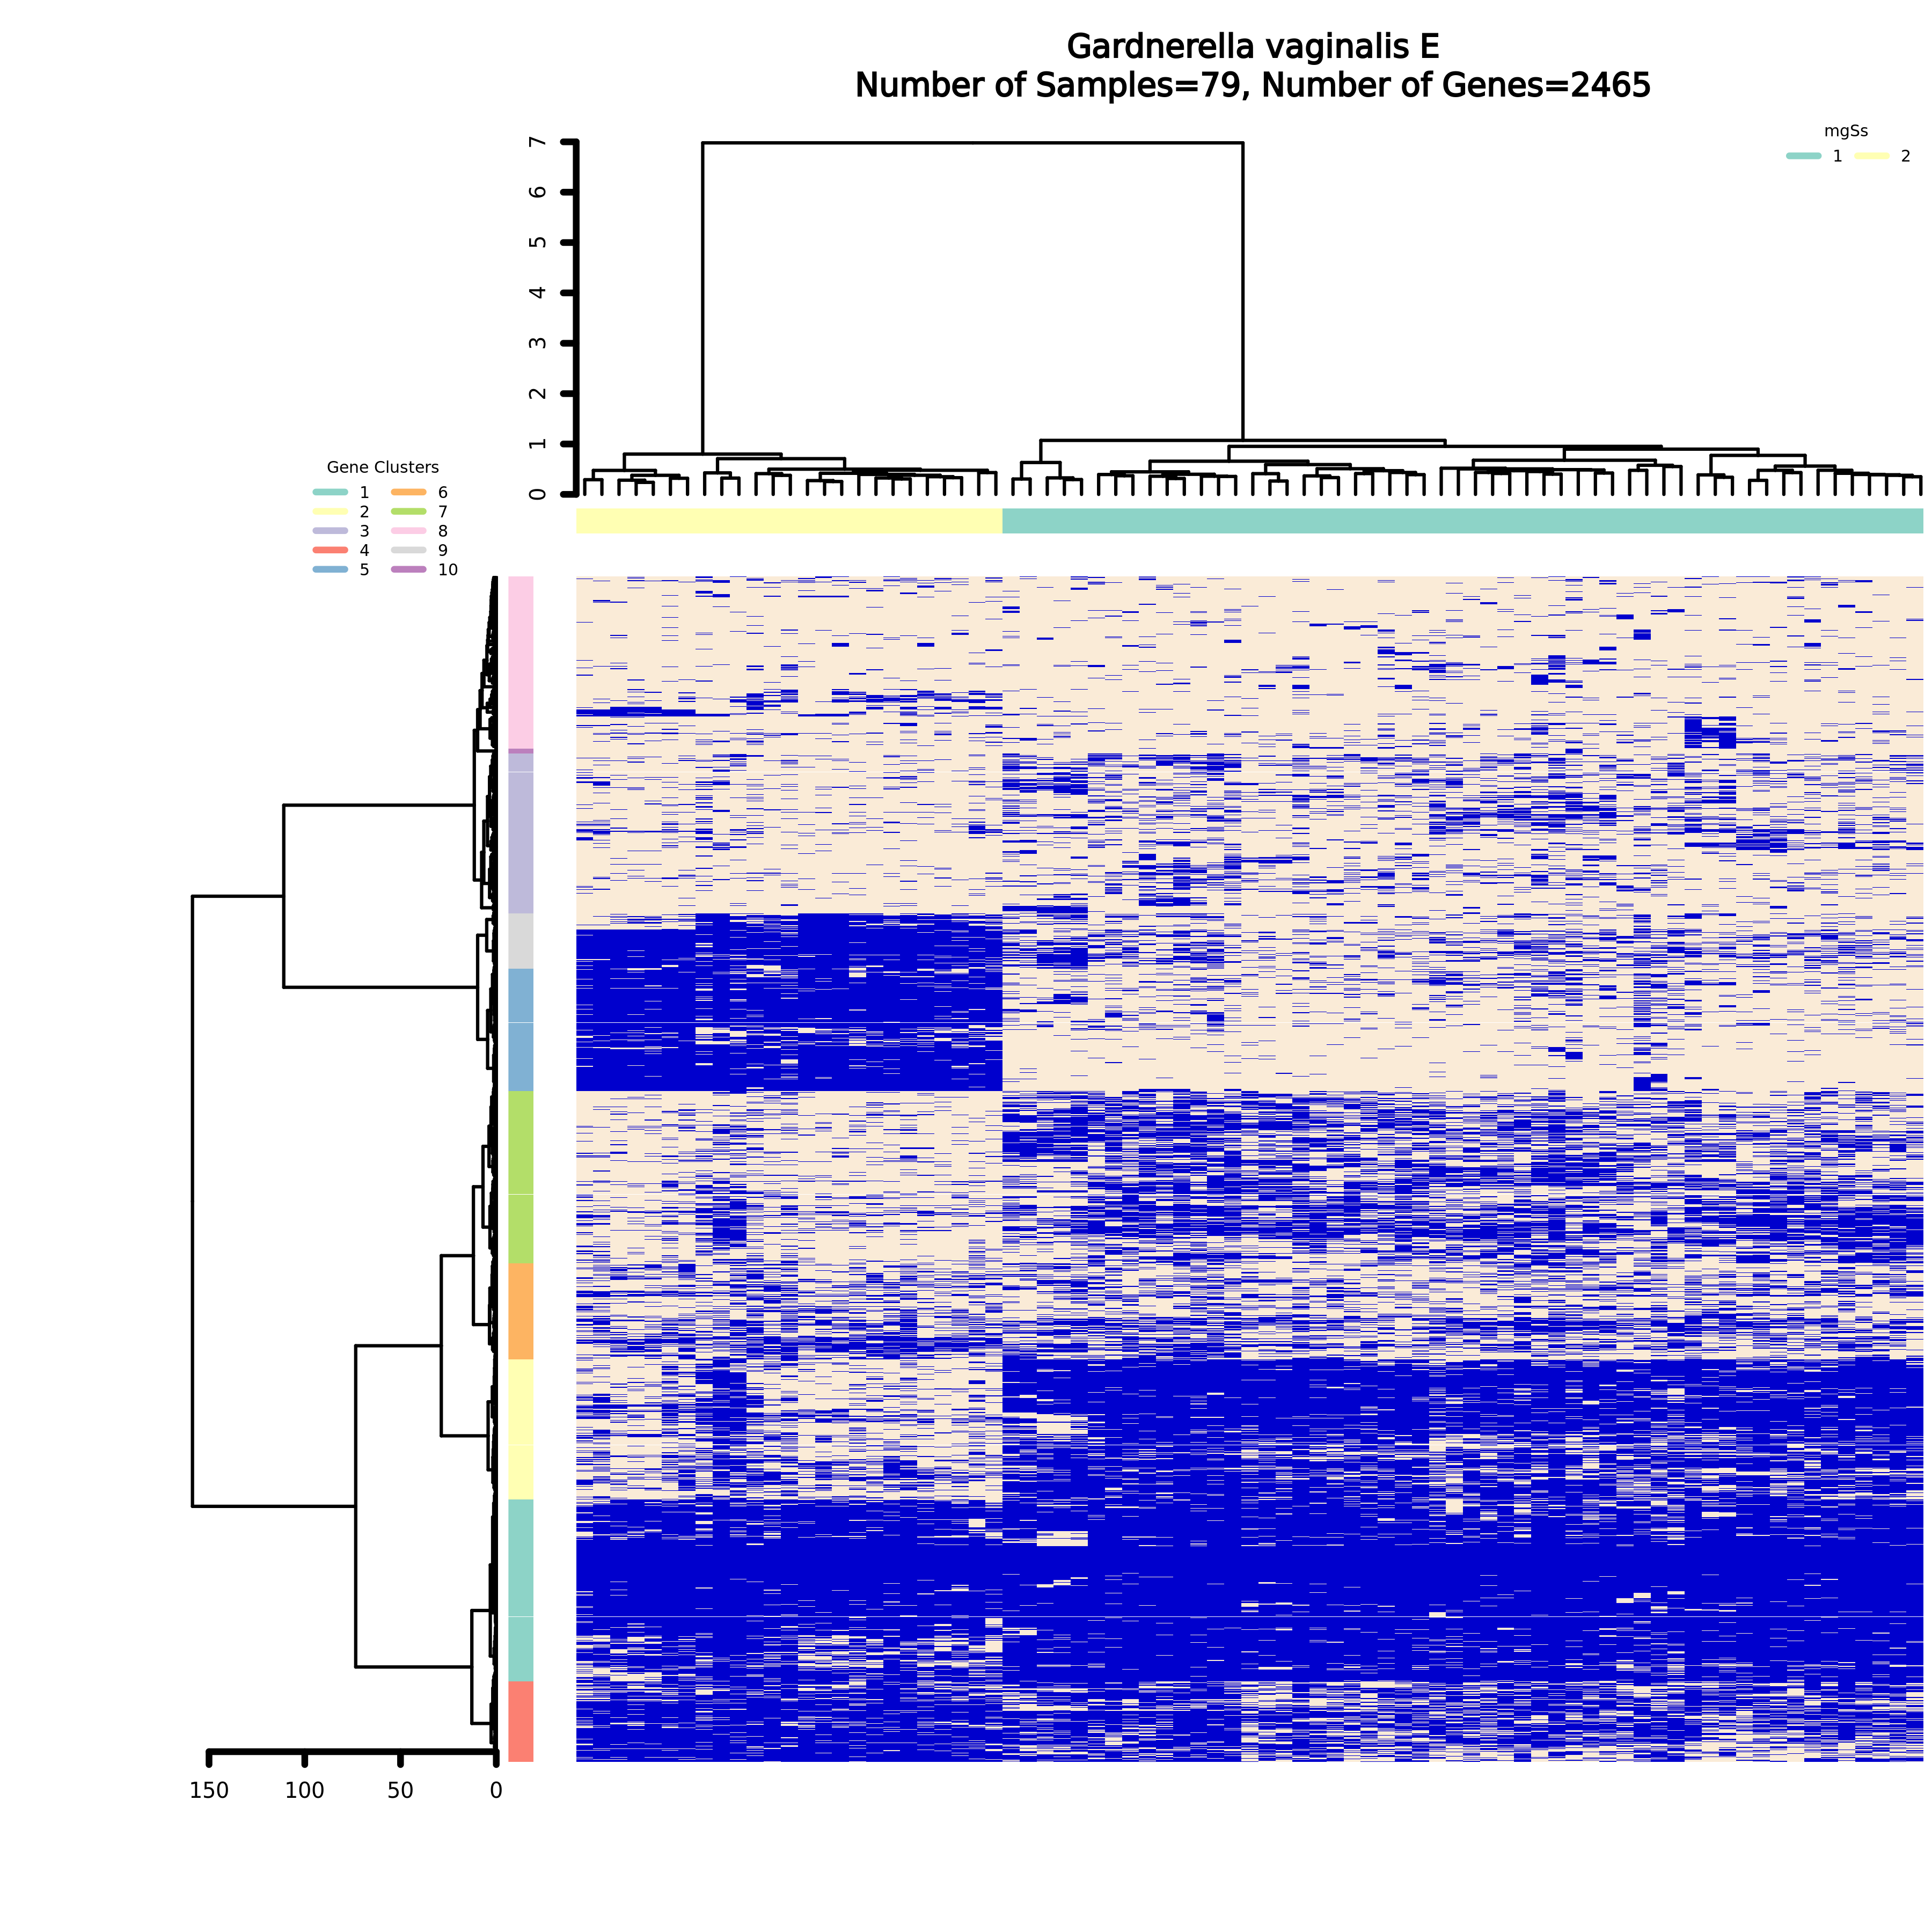 Gardnerella vaginalis E
Number of Samples=79, Number of Genes=2465
mgSs
1 2
7
6
5
4
3
2
1
0
Gene Clusters
1 6
2 7
3 8
4 9
5 10
150 100 50 0